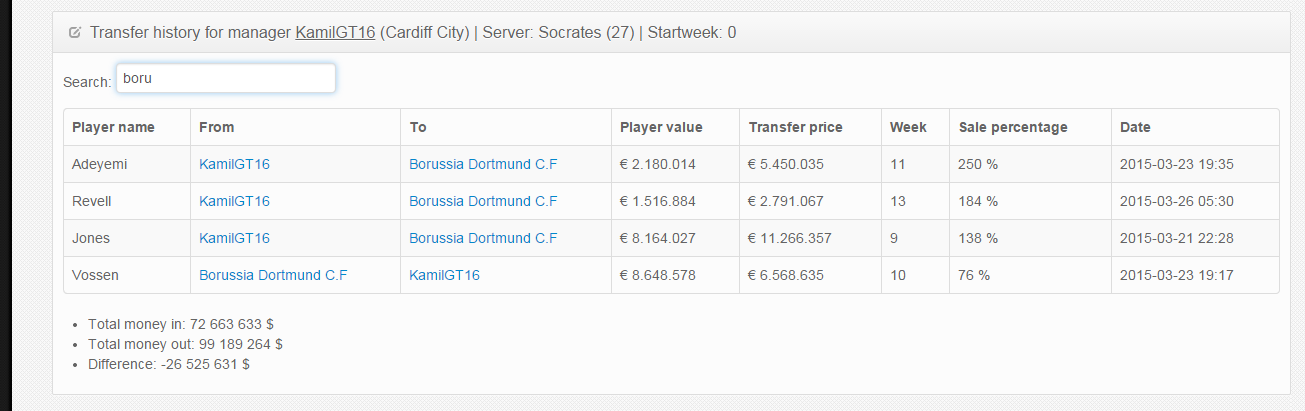 Transfer history for manager KamilGT16 (Cardiff City) | Server: Socrates (27) | Startweek: 0
Search: boru
Player name From To Player value Transfer price Week Sale percentage Date
Adeyemi KamilGT16 Borussia Dortmund C.F € 2.180.014 € 5.450.035 11 250 % 2015-03-23 19:35
Revell KamilGT16 Borussia Dortmund C.F € 1.516.884 € 2.791.067 13 184 % 2015-03-26 05:30
Jones KamilGT16 Borussia Dortmund C.F € 8.164.027 € 11.266.357 9 138 % 2015-03-21 22:28
Vossen Borussia Dortmund C.F KamilGT16 € 8.648.578 € 6.568.635 10 76 % 2015-03-23 19:17
• Total money in: 72 663 633 $
• Total money out: 99 189 264 $
• Difference: -26 525 631 $